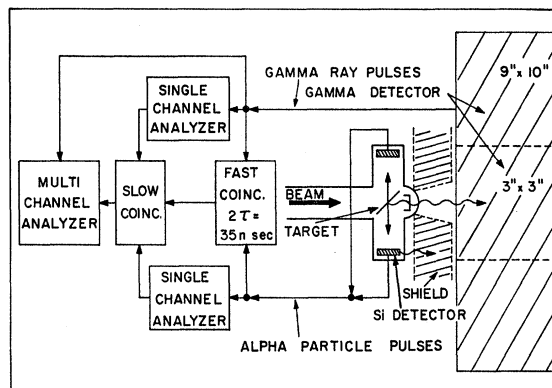 GAMMA RAY PULSES
GAMMA DETECTOR
9"x 10"
SINGLE
CHANNEL
ANALYZER
MULTI
CHANNEL
ANALYZER
SLOW
COINC.
FAST
COINC.
2τ=
35n sec
BEAM
TARGET
3"x 3"
SINGLE
CHANNEL
ANALYZER
SHIELD
Si DETECTOR
ALPHA PARTICLE PULSES